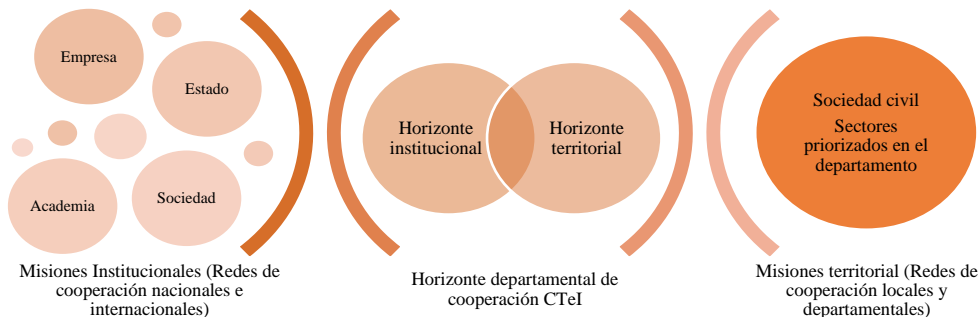 Empresa
Estado
Academia
Sociedad
Misiones Institucionales (Redes de
cooperación nacionales e
internacionales)
Horizonte
institucional
Horizonte
territorial
Horizonte departamental de
cooperación CTeI
Sociedad civil
Sectores
priorizados en el
departamento
Misiones territorial (Redes de
cooperación locales y
departamentales)